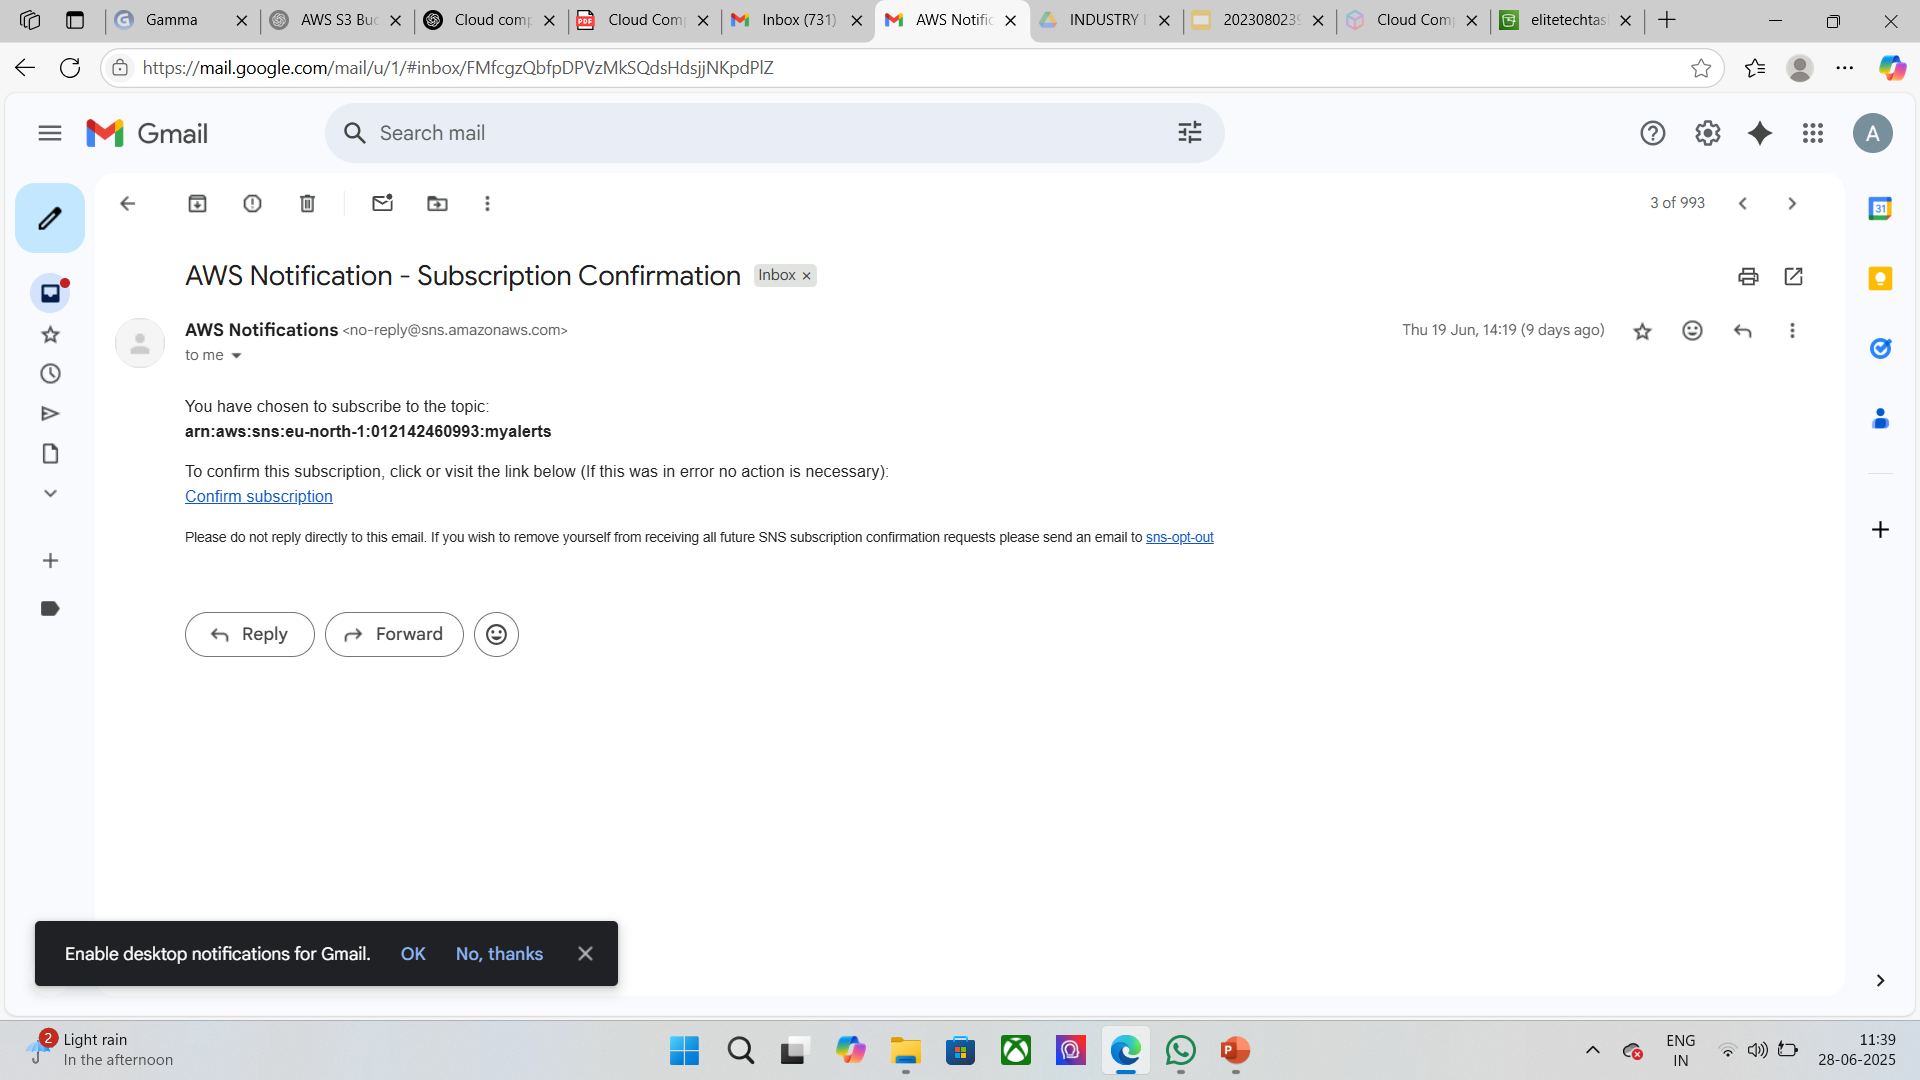 Gamma
AWS S3 Buc
Cloud comp
Cloud Com
Inbox (731)
AWS Notific
INDUSTRY I
2023080239
Cloud Com
elitetechtas
https://mail.google.com/mail/u/1/#inbox/FMfcgzQbfpDPVzMkSQdsHdsjjNKpdPlZ
Gmail
Search mail
A
3 of 993
31
AWS Notification - Subscription Confirmation
Inbox ×
AWS Notifications <no-reply@sns.amazonaws.com>
Thu 19 Jun, 14:19 (9 days ago)
to me
You have chosen to subscribe to the topic:
arn:aws:sns:eu-north-1:012142460993:myalerts
To confirm this subscription, click or visit the link below (If this was in error no action is necessary):
Confirm subscription
Please do not reply directly to this email. If you wish to remove yourself from receiving all future SNS subscription confirmation requests please send an email to sns-opt-out
Reply
Forward
Enable desktop notifications for Gmail.
OK
No, thanks
2
Light rain
In the afternoon
ENG
IN
11:39
28-06-2025